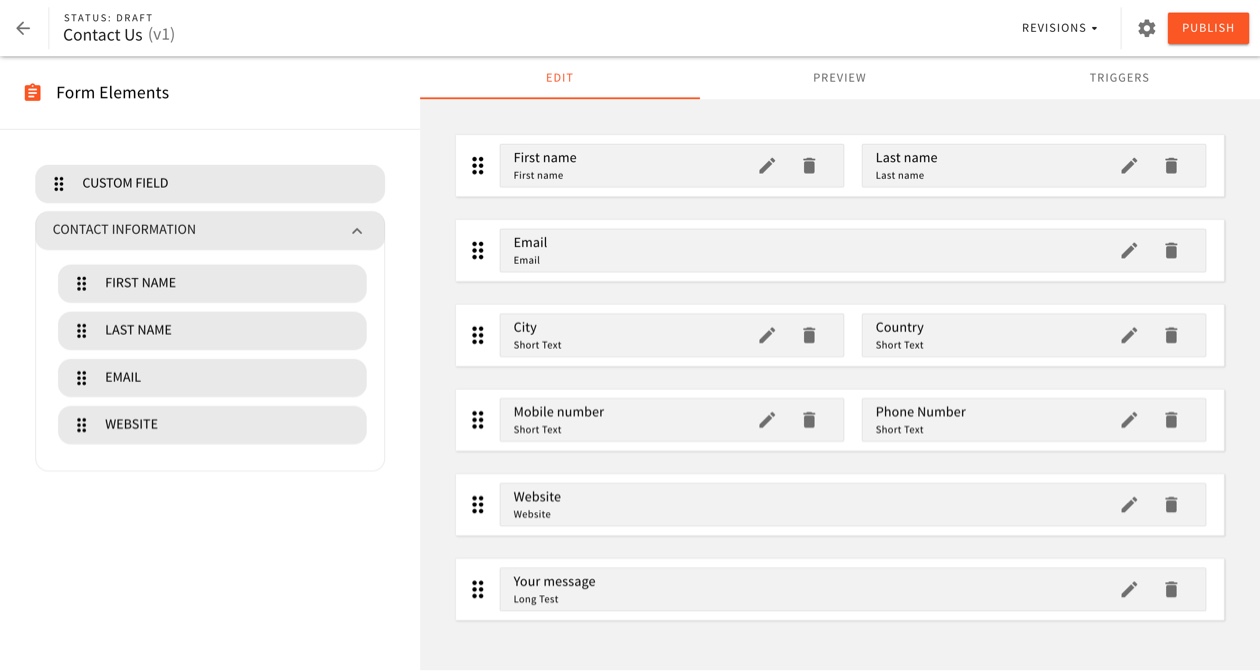 STATUS: DRAFT
Contact Us (v1)
REVISIONS
PUBLISH
Form Elements
EDIT
PREVIEW
TRIGGERS
CUSTOM FIELD
CONTACT INFORMATION
FIRST NAME
LAST NAME
EMAIL
WEBSITE
First name
First name
Last name
Last name
Email
Email
City
Short Text
Country
Short Text
Mobile number
Short Text
Phone Number
Short Text
Website
Website
Your message
Long Test